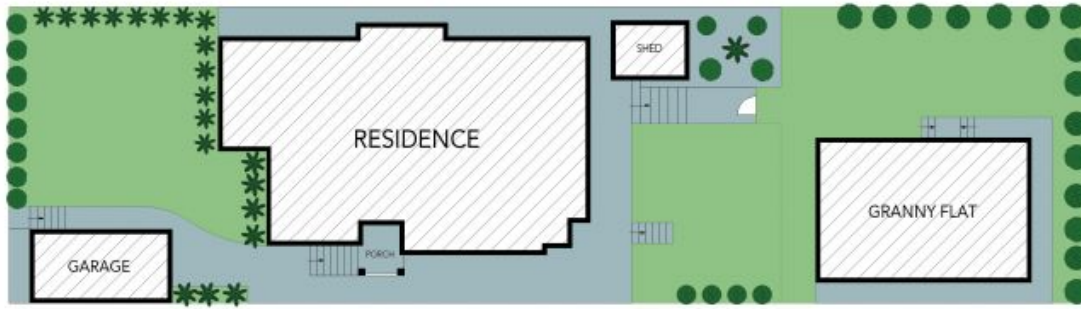 SHED
RESIDENCE
GRANNY FLAT
PORCH
GARAGE